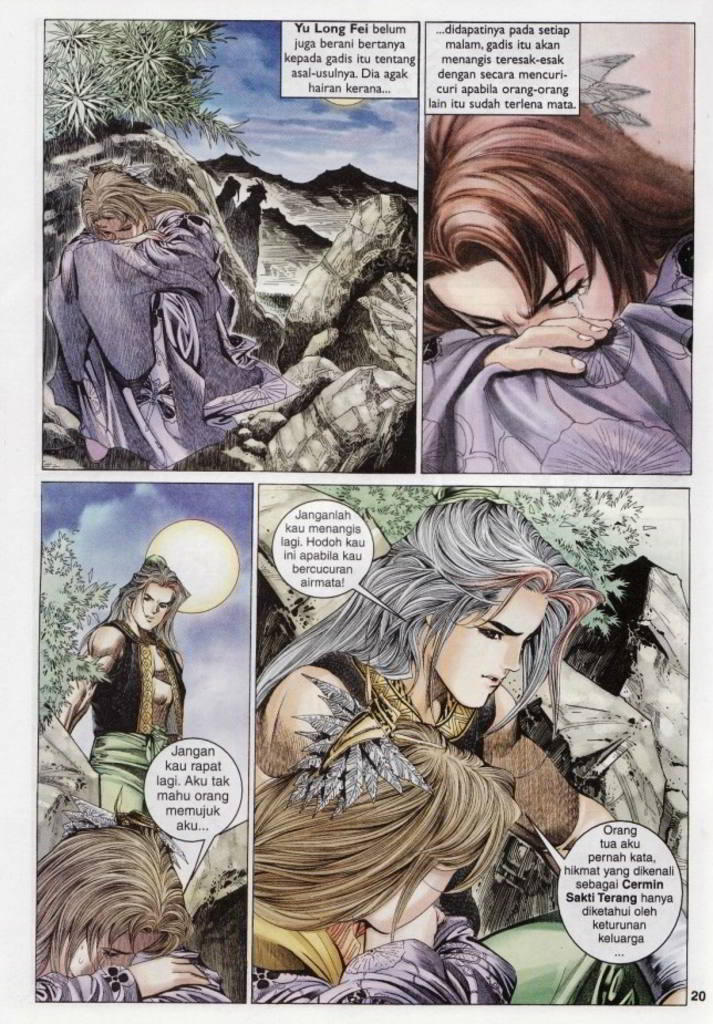 Yu Long Fei belum
juga berani bertanya
kepada gadis itu tentang
asal-usulnya. Dia agak
hairan kerana...
...didapatinya pada setiap
malam, gadis itu akan
menangis teresak-esak
dengan secara mencuri-
curi apabila orang-orang
lain itu sudah terlena mata.
Jangan
kau rapat
lagi. Aku tak
mahu orang
memujuk
aku...
Janganlah
kau menangis
lagi. Hodoh kau
ini apabila kau
bercucuran
airmata!
Orang
tua aku
pernah kata,
hikmat yang dikenali
sebagai Cermin
Sakti Terang hanya
diketahui oleh
keturunan
keluarga
...
20